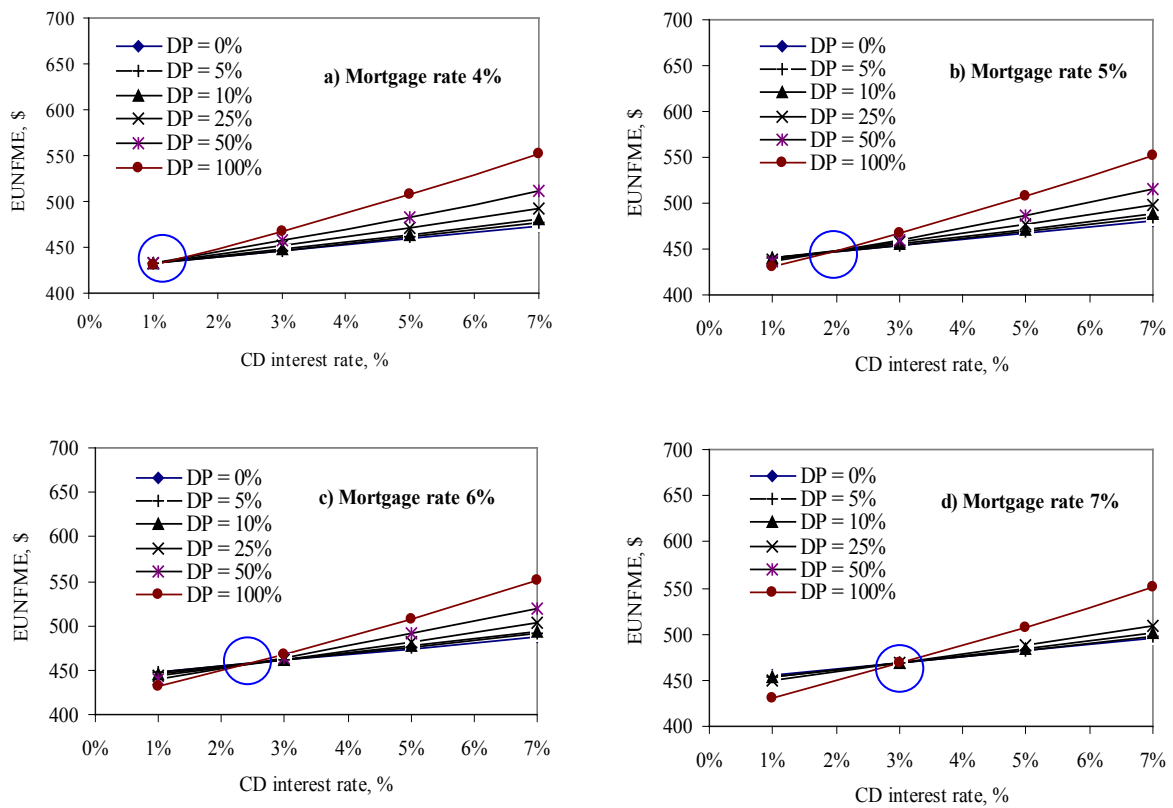 700
650
600
550
500
450
400
EUNFME, $
DP = 0%
DP = 5%
DP = 10%
DP = 25%
DP = 50%
DP = 100%
a) Mortgage rate 4%
0% 1% 2% 3% 4% 5% 6% 7%
CD interest rate, %
700
650
600
550
500
450
400
EUNFME, $
DP = 0%
DP = 5%
DP = 10%
DP = 25%
DP = 50%
DP = 100%
b) Mortgage rate 5%
0% 1% 2% 3% 4% 5% 6% 7%
CD interest rate, %
700
650
600
550
500
450
400
EUNFME, $
DP = 0%
DP = 5%
DP = 10%
DP = 25%
DP = 50%
DP = 100%
c) Mortgage rate 6%
0% 1% 2% 3% 4% 5% 6% 7%
CD interest rate, %
700
650
600
550
500
450
400
EUNFME, $
DP = 0%
DP = 5%
DP = 10%
DP = 25%
DP = 50%
DP = 100%
d) Mortgage rate 7%
0% 1% 2% 3% 4% 5% 6% 7%
CD interest rate, %